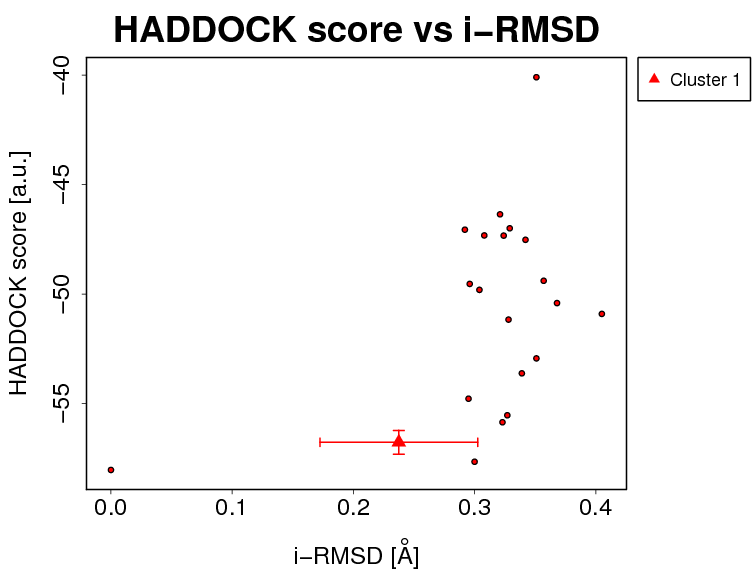 HADDOCK score vs i−RMSD
Cluster 1
HADDOCK score [a.u.]
−40
−45
−50
−55
0.0 0.1 0.2 0.3 0.4
i−RMSD [Å]